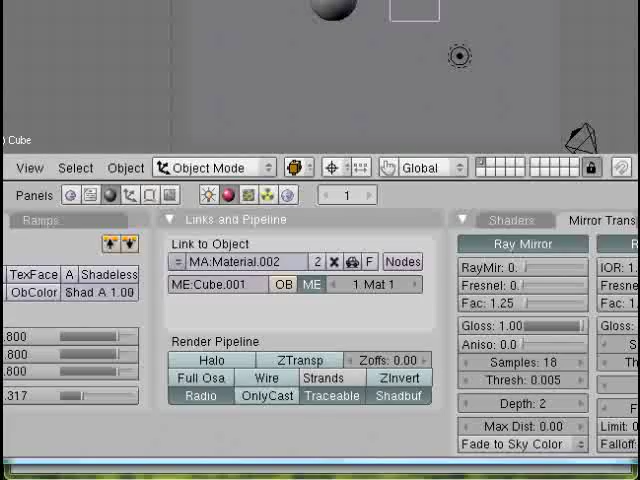 ) Cube
View Select Object Object Mode Global
Panels 1
Ramps Links and Pipeline Shaders Mirror Trans
Link to Object Ray Mirror R
MA:Material.002 2 F Nodes
TexFace A Shadeless ME:Cube.001 OB ME 1 Mat 1 RayMir: 0. IOR: 1.
ObColor Shad A 1.00 Fresnel: 0. Fresne
Fac: 1.25 Fac:
.800 Render Pipeline Gloss: 1.00 Gloss:
.800 Halo ZTransp Zoffs: 0.00 Aniso: 0.0
.800 Full Osa Wire Strands ZInvert Samples: 18
.317 Radio OnlyCast Traceable Shadbuf Thresh: 0.005 Th
Depth: 2
Max Dist: 0.00 Limit: 0
Fade to Sky Color Falloff: